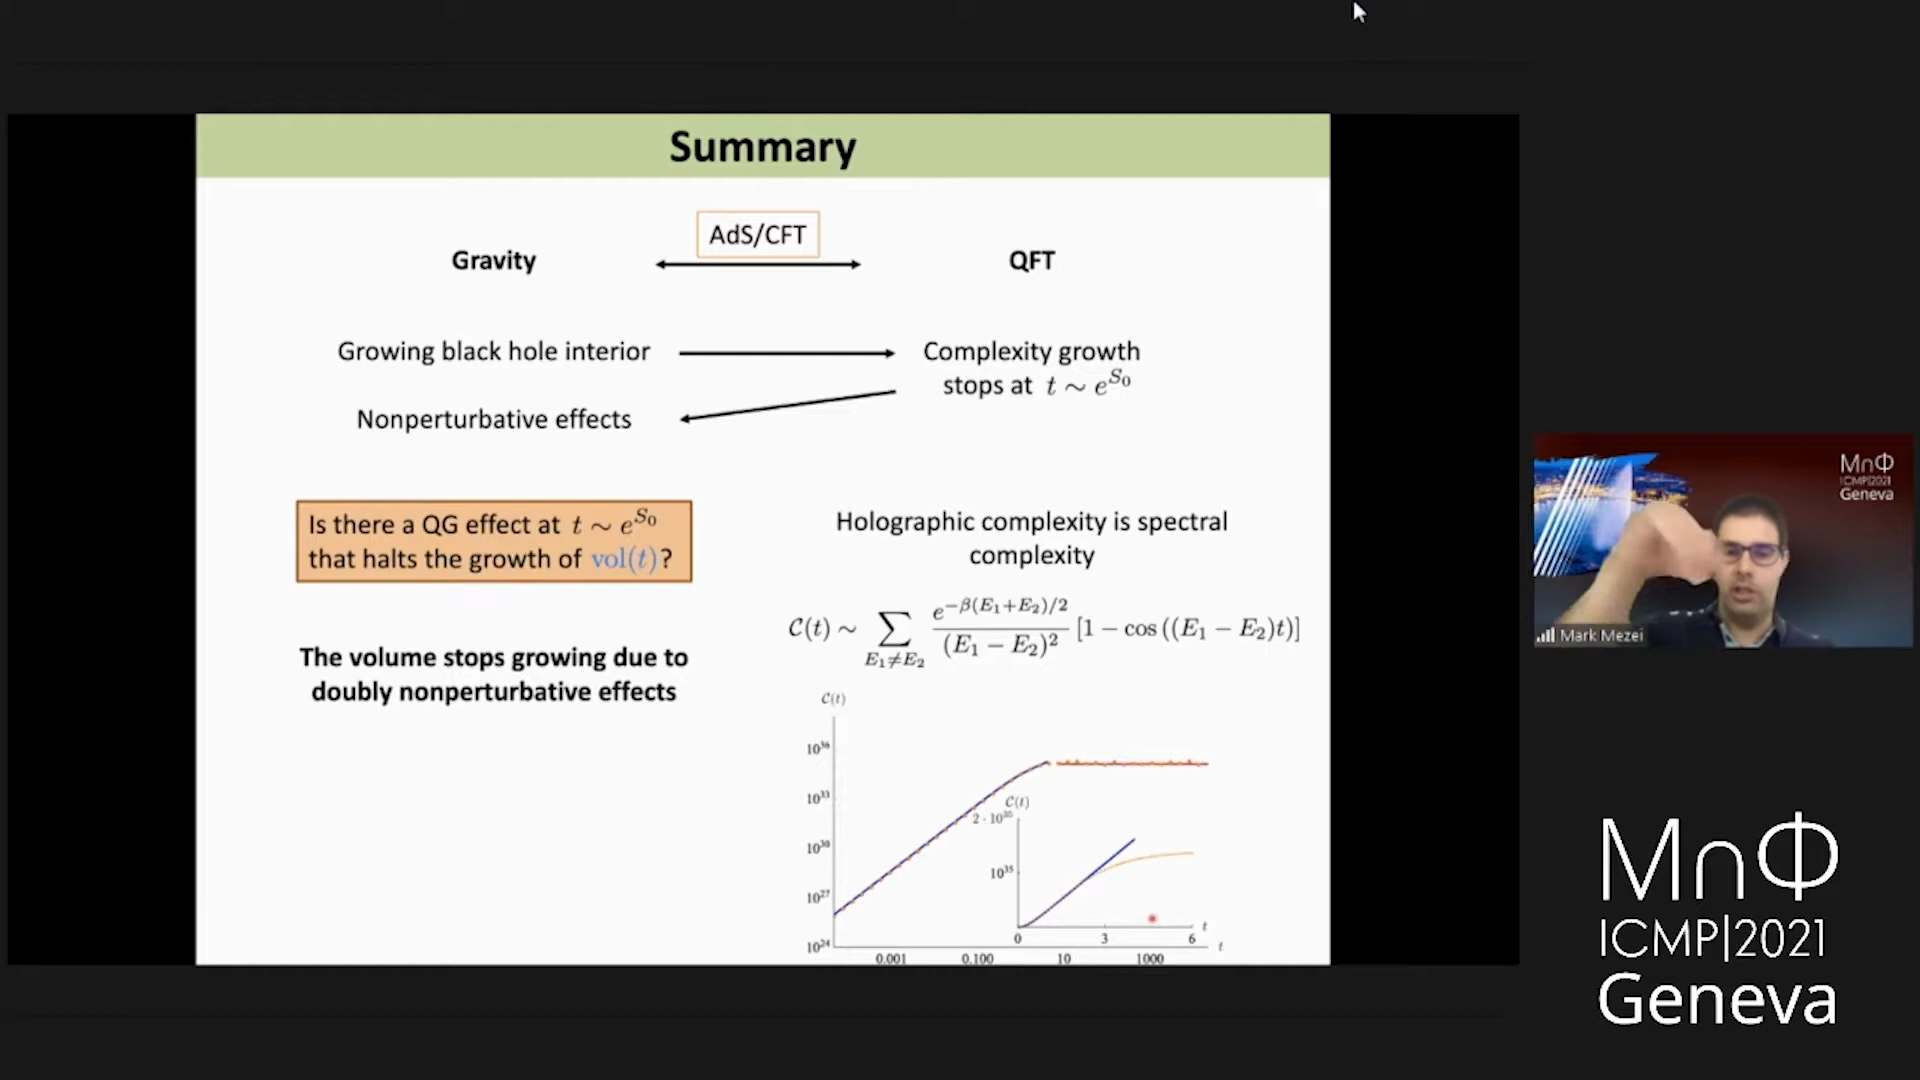 Summary
AdS/CFT
Gravity
QFT
Growing black hole interior
Complexity growth
stops at t ∼ e^{S_0}
Nonperturbative effects
Is there a QG effect at t ∼ e^{S_0}
that halts the growth of vol(t)?
The volume stops growing due to
doubly nonperturbative effects
Holographic complexity is spectral
complexity
C(t) ∼ ∑_{E_1≠E_2} e^{−β(E_1+E_2)/2} / (E_1 − E_2)^2 [1 − cos ((E_1 − E_2)t)]
C(t)
10^{36}
10^{33}
10^{30}
10^{27}
10^{24}
0.001 0.100 10 1000
t
C(t)
2 · 10^{35}
10^{35}
0 3 6
t
MnΦ
ICMP|2021
Geneva
Mark Mezei
MnΦ
ICMP|2021
Geneva